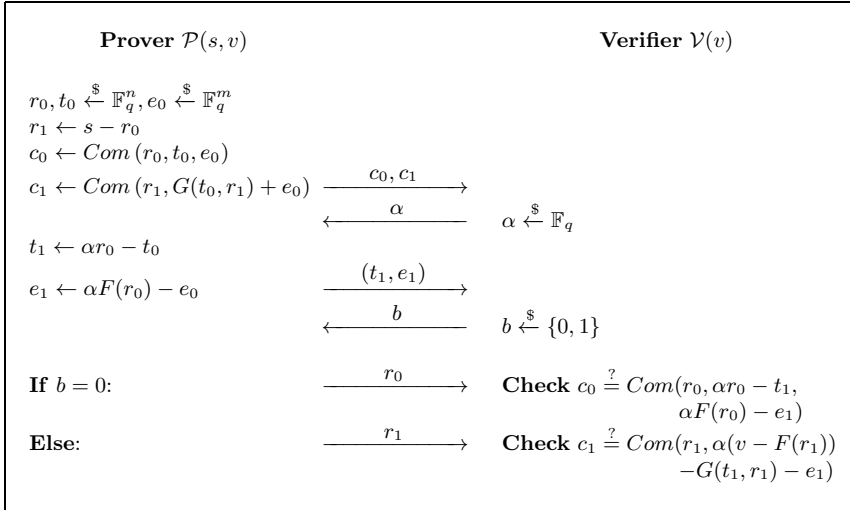 Prover P(s, v) Verifier V(v)
r₀, t₀ ←$ 𝔽_q^n, e₀ ←$ 𝔽_q^m
r₁ ← s − r₀
c₀ ← Com (r₀, t₀, e₀)
c₁ ← Com (r₁, G(t₀, r₁) + e₀) c₀, c₁
α α ←$ 𝔽_q
t₁ ← αr₀ − t₀
e₁ ← αF(r₀) − e₀ (t₁, e₁)
b b ←$ {0, 1}
If b = 0: r₀ Check c₀ ≟ Com(r₀, αr₀ − t₁,
αF(r₀) − e₁)
Else: r₁ Check c₁ ≟ Com(r₁, α(v − F(r₁))
−G(t₁, r₁) − e₁)